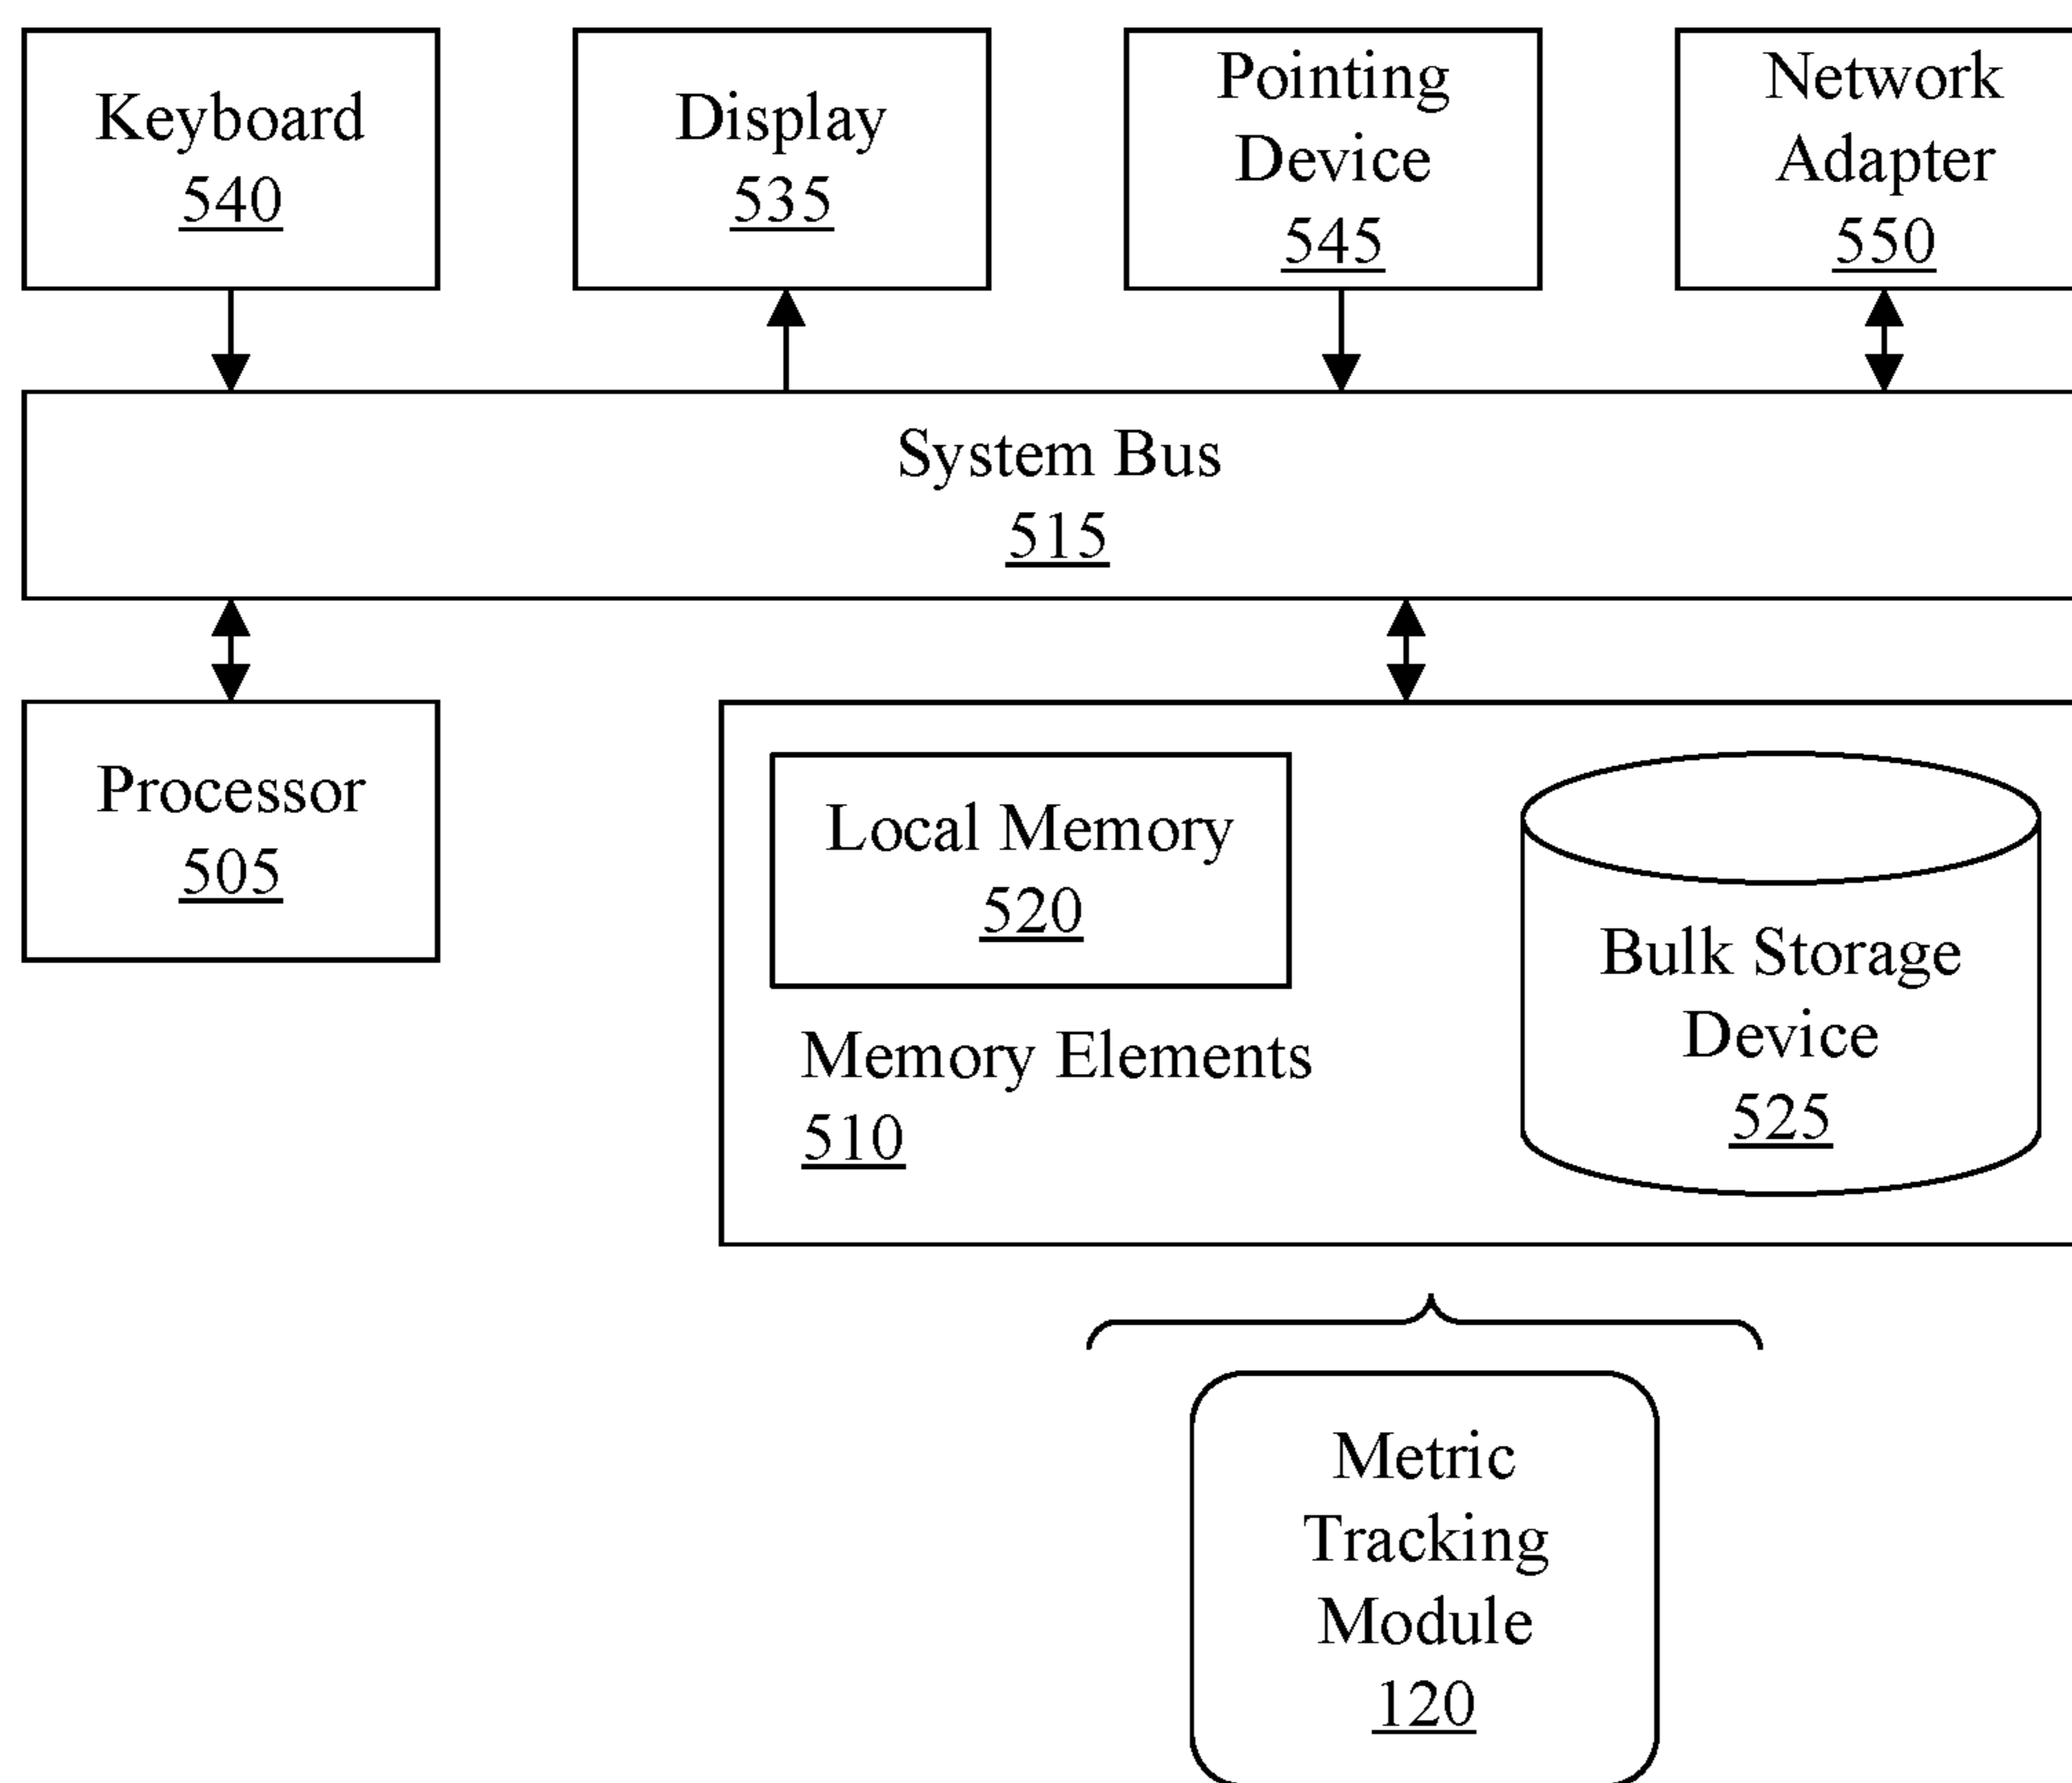 Keyboard
540
Display
535
Pointing
Device
545
Network
Adapter
550
System Bus
515
Processor
505
Local Memory
520
Memory Elements
510
Bulk Storage
Device
525
Metric
Tracking
Module
120